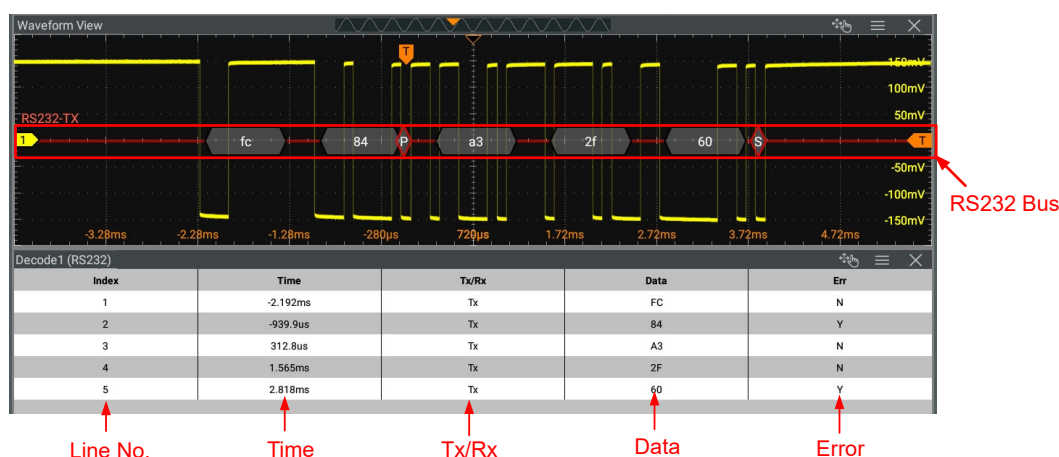 Waveform View
T
150mV
100mV
50mV
RS232-TX
1
fc
84
P
a3
2f
60
S
T
-50mV
-100mV
-150mV
-3.28ms
-2.28ms
-1.28ms
-280µs
720µs
1.72ms
2.72ms
3.72ms
4.72ms
RS232 Bus
Decode1 (RS232)
Index Time Tx/Rx Data Err
1 -2.192ms Tx FC N
2 -939.9us Tx 84 Y
3 312.8us Tx A3 N
4 1.565ms Tx 2F N
5 2.818ms Tx 60 Y
Line No. Time Tx/Rx Data Error